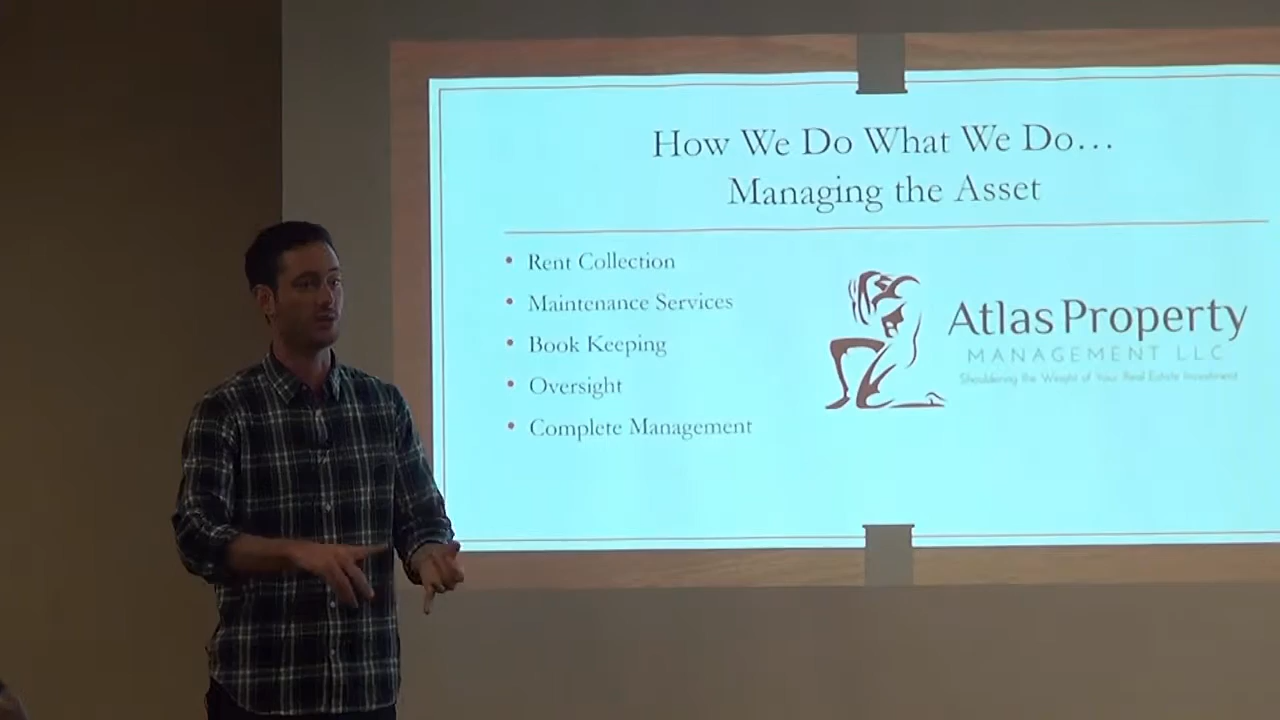 How We Do What We Do…
Managing the Asset
• Rent Collection
• Maintenance Services
• Book Keeping
• Oversight
• Complete Management
Atlas Property
MANAGEMENT LLC
Shouldering the Weight of Your Real Estate Investment